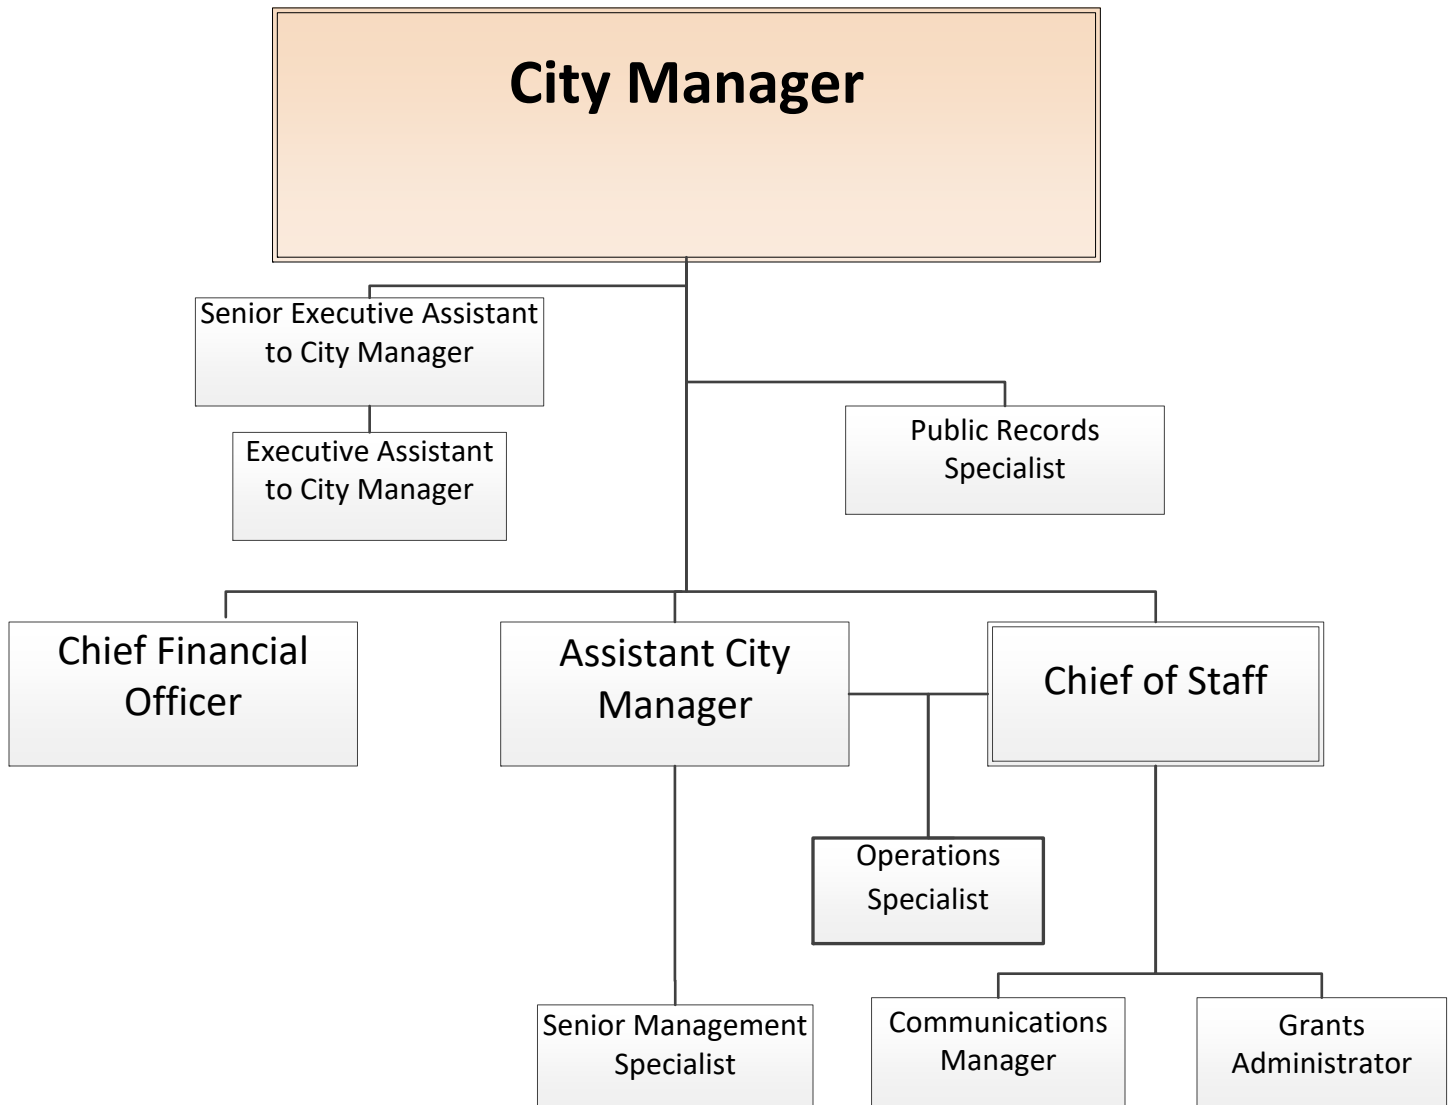 City Manager
Senior Executive Assistant
to City Manager
Executive Assistant
to City Manager
Public Records
Specialist
Chief Financial
Officer
Assistant City
Manager
Chief of Staff
Operations
Specialist
Senior Management
Specialist
Communications
Manager
Grants
Administrator